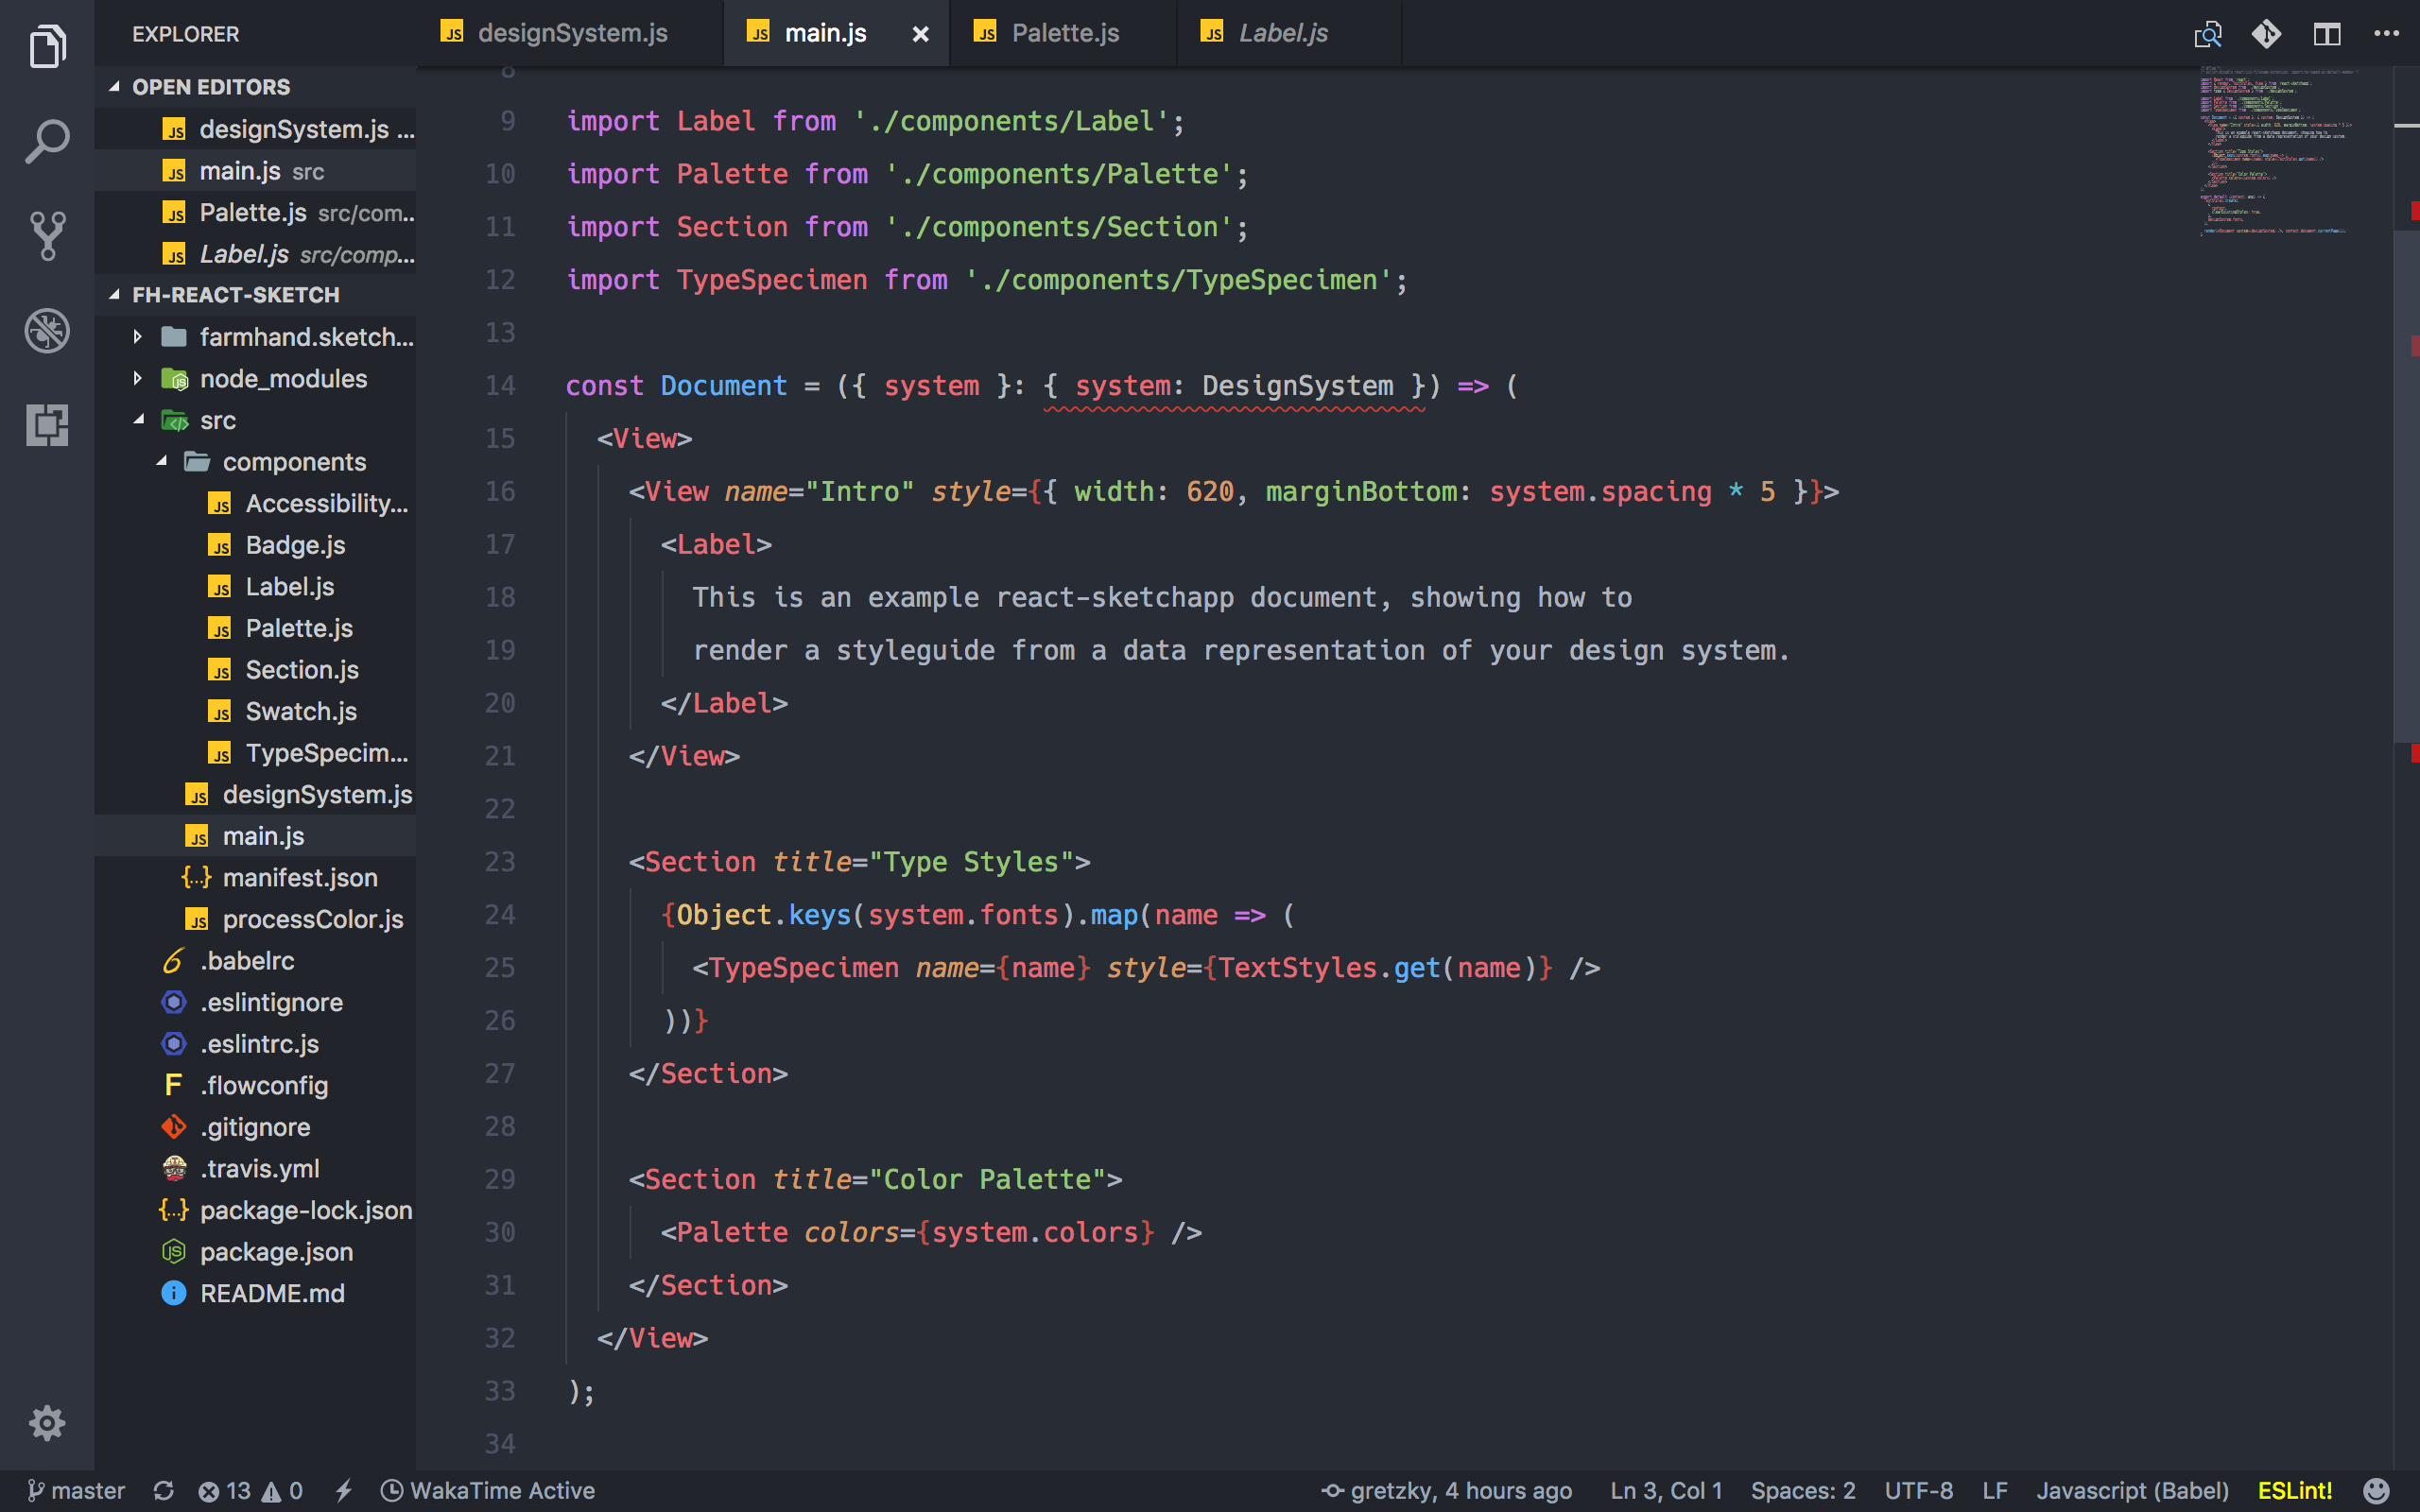 EXPLORER
OPEN EDITORS
designSystem.js ...
main.js src
Palette.js src/com...
Label.js src/comp...
FH-REACT-SKETCH
farmhand.sketch...
node_modules
src
components
Accessibility...
Badge.js
Label.js
Palette.js
Section.js
Swatch.js
TypeSpecim...
designSystem.js
main.js
manifest.json
processColor.js
.babelrc
.eslintignore
.eslintrc.js
.flowconfig
.gitignore
.travis.yml
package-lock.json
package.json
README.md
designSystem.js main.js Palette.js Label.js
8
9 import Label from './components/Label';
10 import Palette from './components/Palette';
11 import Section from './components/Section';
12 import TypeSpecimen from './components/TypeSpecimen';
13
14 const Document = ({ system }: { system: DesignSystem }) => (
15 <View>
16 <View name="Intro" style={{ width: 620, marginBottom: system.spacing * 5 }}>
17 <Label>
18 This is an example react-sketchapp document, showing how to
19 render a styleguide from a data representation of your design system.
20 </Label>
21 </View>
22
23 <Section title="Type Styles">
24 {Object.keys(system.fonts).map(name => (
25 <TypeSpecimen name={name} style={TextStyles.get(name)} />
26 ))}
27 </Section>
28
29 <Section title="Color Palette">
30 <Palette colors={system.colors} />
31 </Section>
32 </View>
33 );
34
master 13 0 WakaTime Active gretzky, 4 hours ago Ln 3, Col 1 Spaces: 2 UTF-8 LF Javascript (Babel) ESLint!